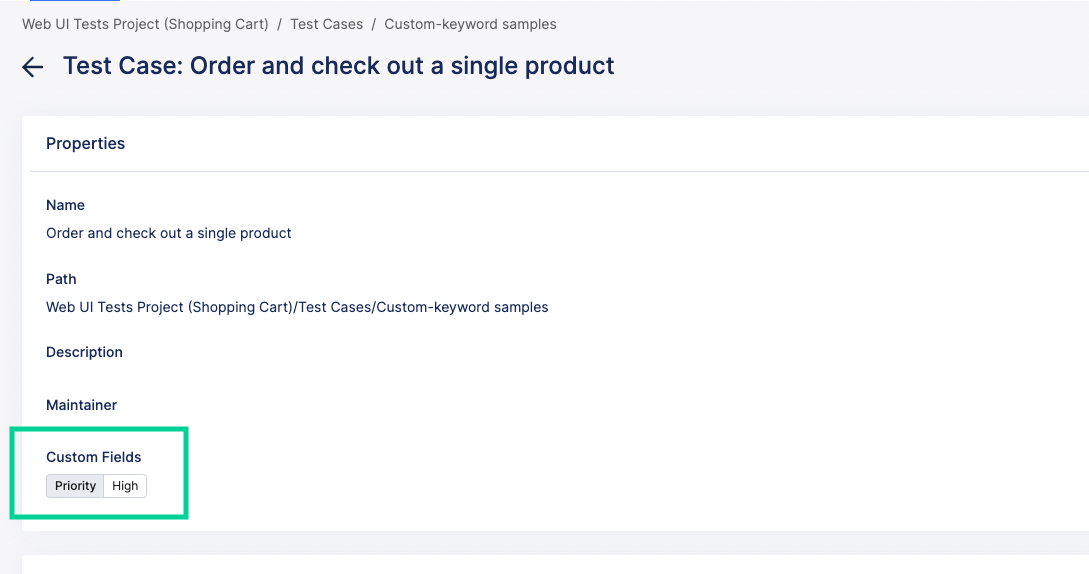 Web UI Tests Project (Shopping Cart) / Test Cases / Custom-keyword samples
Test Case: Order and check out a single product
Properties
Name
Order and check out a single product
Path
Web UI Tests Project (Shopping Cart)/Test Cases/Custom-keyword samples
Description
Maintainer
Custom Fields
Priority High